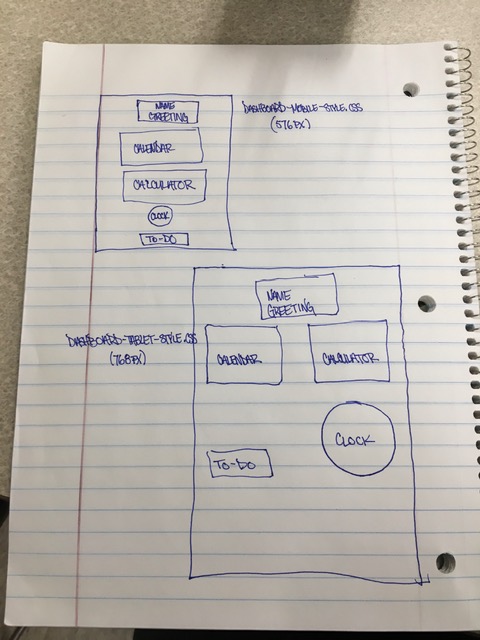 NAME
GREETING
CALENDAR
CALCULATOR
CLOCK
TO-DO
DASHBOARD-MOBILE-STYLE.CSS
(576PX)
DASHBOARD-TABLET-STYLE.CSS
(768PX)
NAME
GREETING
CALENDAR
CALCULATOR
CLOCK
TO-DO